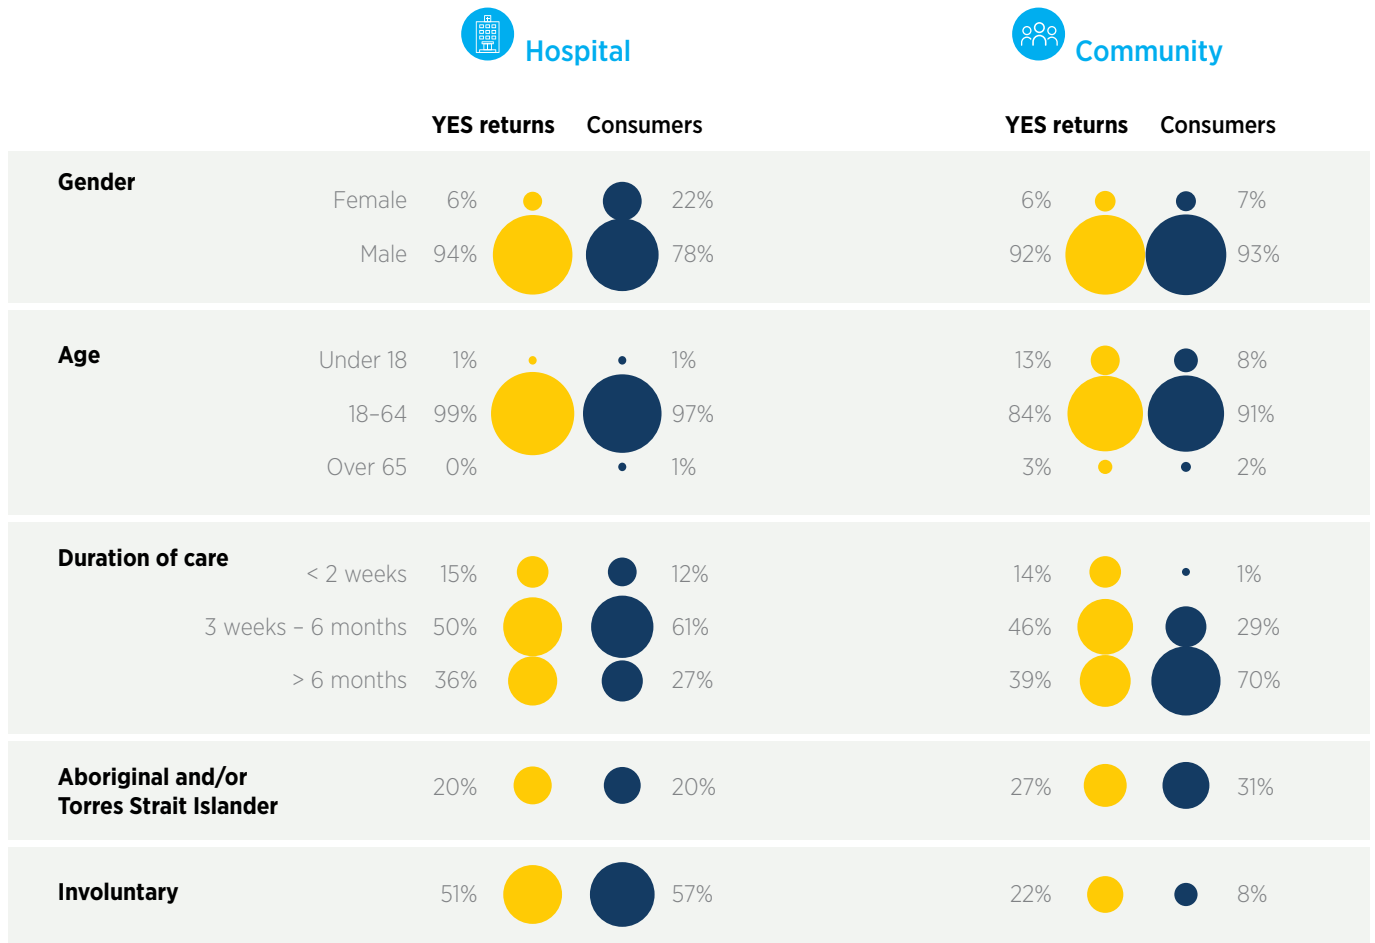 Hospital Community
YES returns Consumers YES returns Consumers
Gender
Female 6% 22% 6% 7%
Male 94% 78% 92% 93%
Age
Under 18 1% 1% 13% 8%
18–64 99% 97% 84% 91%
Over 65 0% 1% 3% 2%
Duration of care
< 2 weeks 15% 12% 14% 1%
3 weeks – 6 months 50% 61% 46% 29%
> 6 months 36% 27% 39% 70%
Aboriginal and/or
Torres Strait Islander
20% 20% 27% 31%
Involuntary 51% 57% 22% 8%